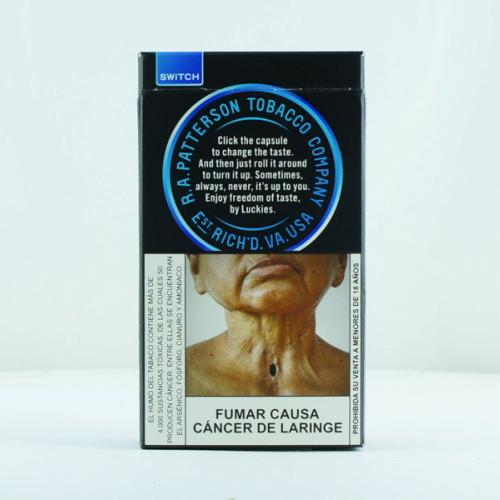 SWITCH
R.A.PATTERSON TOBACCO COMPANY
Click the capsule
to change the taste.
And then just roll it around
to turn it up. Sometimes,
always, never, it's up to you.
Enjoy freedom of taste,
by Luckies.
EST RICH'D.VA.USA
EL HUMO DEL TABACO CONTIENE MÁS DE
4.000 SUSTANCIAS TÓXICAS, DE LAS CUALES 50
PRODUCEN CÁNCER. ENTRE ELLAS SE ENCUENTRAN
EL ARSÉNICO, FÓSFORO, CIANURO Y AMONÍACO
FUMAR CAUSA
CÁNCER DE LARINGE
PROHIBIDA SU VENTA A MENORES DE 18 AÑOS